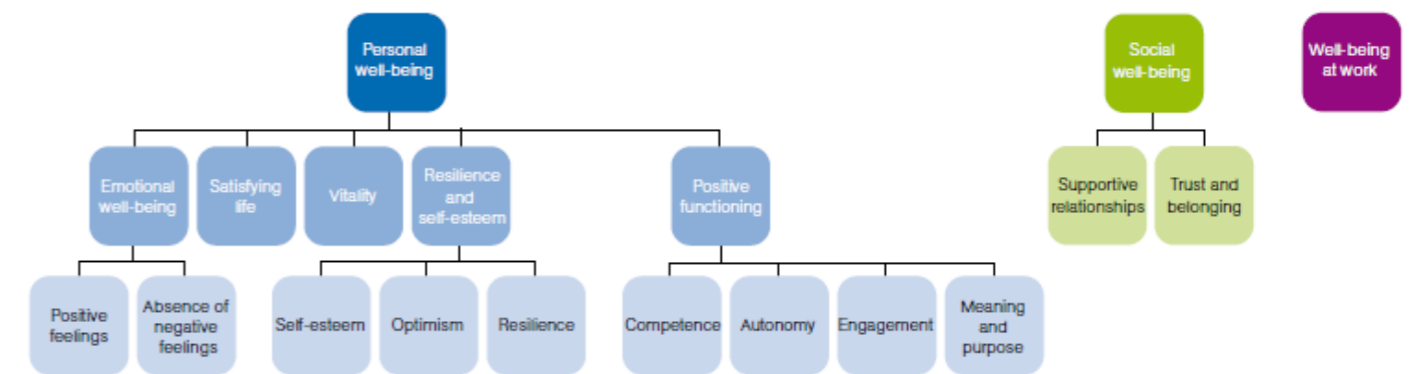 Personal
well-being
Social
well-being
Well-being
at work
Emotional
well-being
Satisfying
life
Vitality
Resilience
and
self-esteem
Positive
functioning
Supportive
relationships
Trust and
belonging
Positive
feelings
Absence of
negative
feelings
Self-esteem
Optimism
Resilience
Competence
Autonomy
Engagement
Meaning
and
purpose